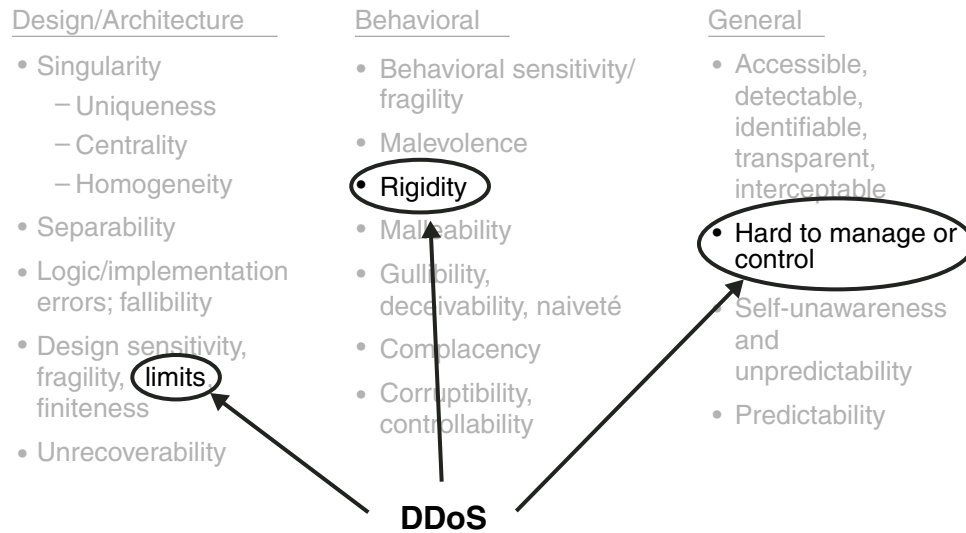 Design/Architecture
• Singularity
– Uniqueness
– Centrality
– Homogeneity
• Separability
• Logic/implementation
errors; fallibility
• Design sensitivity,
fragility, limits,
finiteness
• Unrecoverability
Behavioral
• Behavioral sensitivity/
fragility
• Malevolence
• Rigidity
• Malleability
• Gullibility,
deceivability, naiveté
• Complacency
• Corruptibility,
controllability
General
• Accessible,
detectable,
identifiable,
transparent,
interceptable
• Hard to manage or
control
• Self-unawareness
and
unpredictability
• Predictability
DDoS